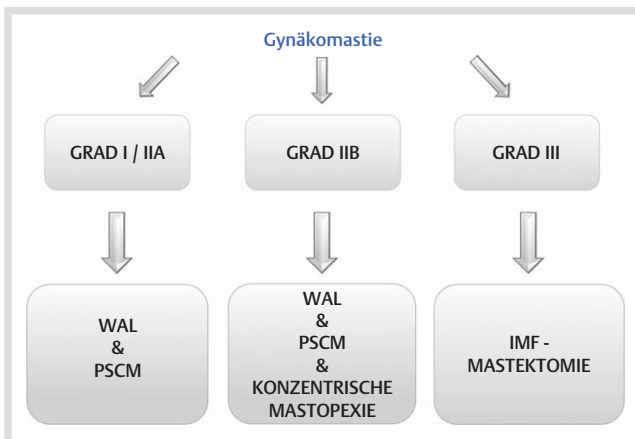 Gynäkomastie
GRAD I / IIA
GRAD IIB
GRAD III
WAL
&
PSCM
WAL
&
PSCM
&
KONZENTRISCHE
MASTOPEXIE
IMF -
MASTEKTOMIE